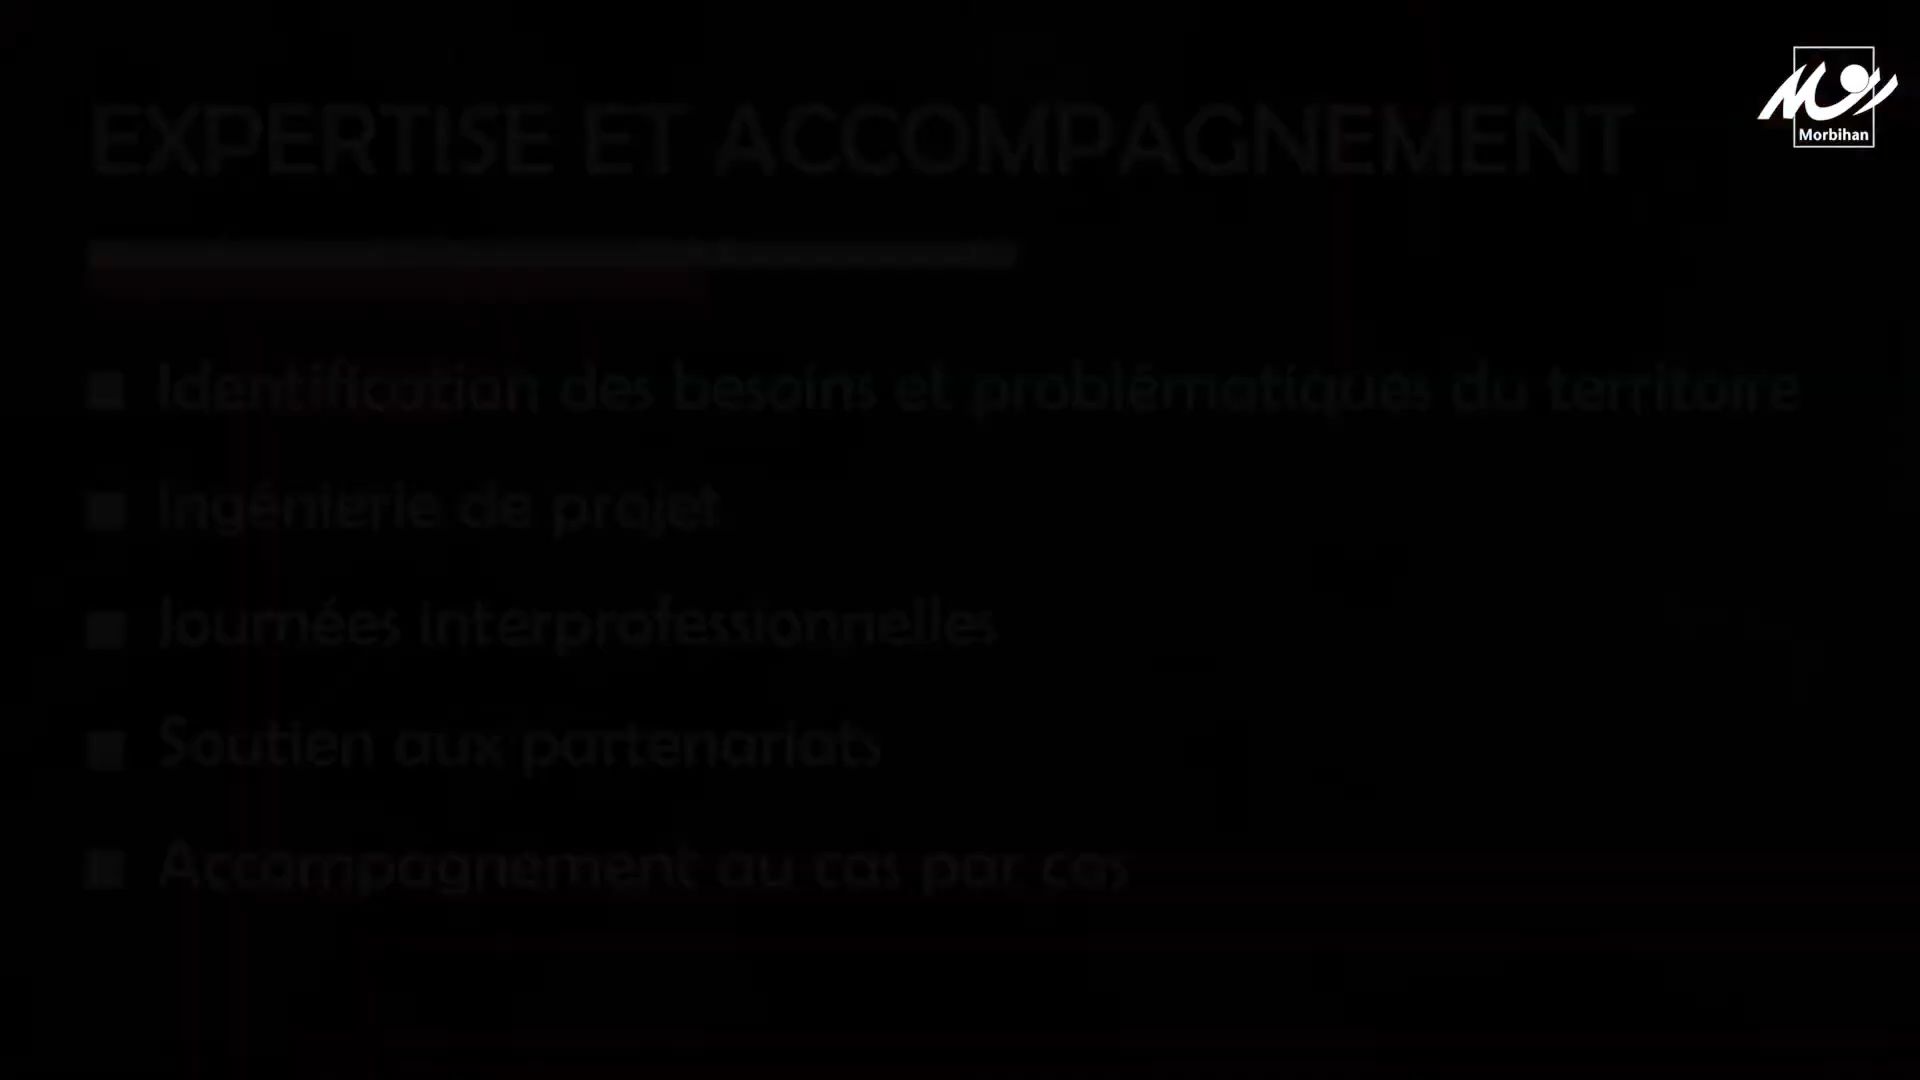 Morbihan
EXPERTISE ET ACCOMPAGNEMENT
Identification des besoins et problématiques du territoire
Ingénierie de projet
Journées interprofessionnelles
Soutien aux partenariats
Accompagnement au cas par cas